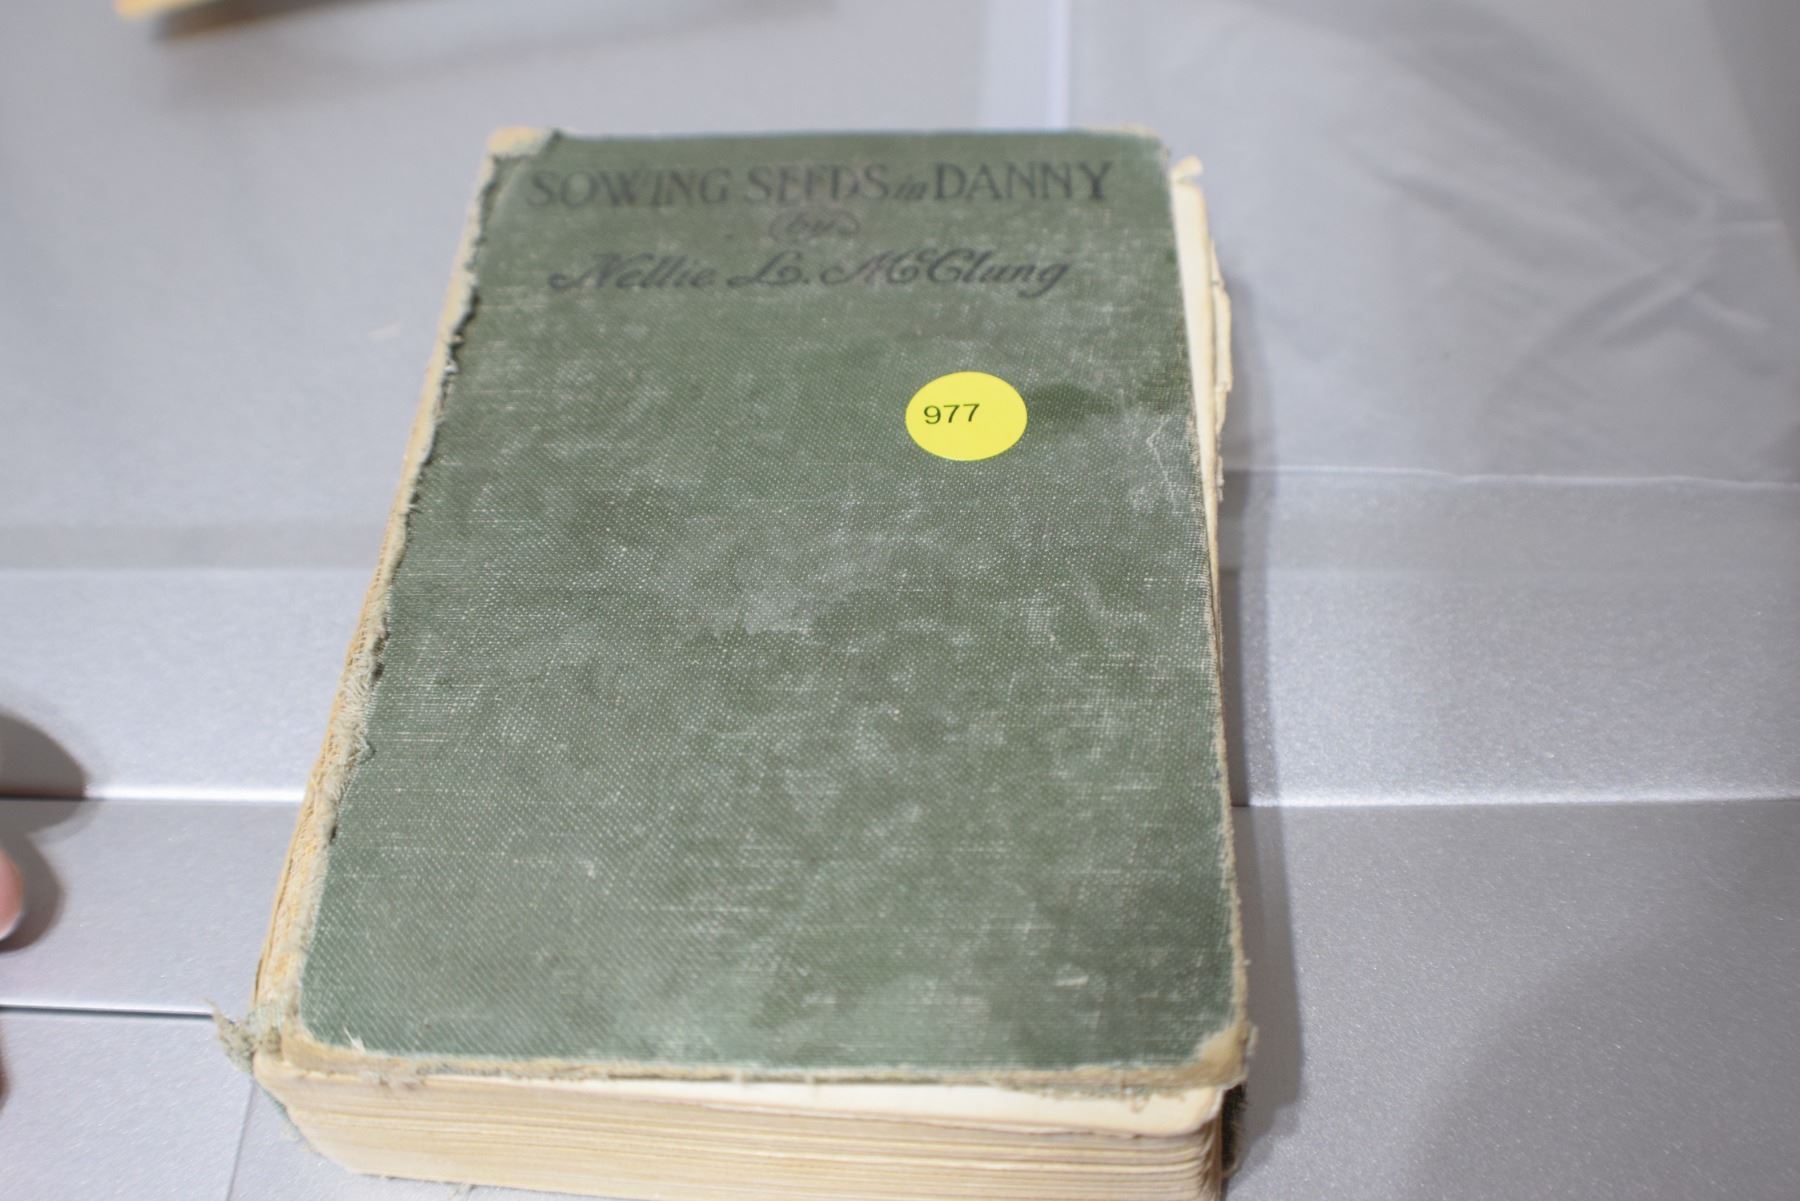 SOWING SEEDS in DANNY
by
Nellie L. McClung
977